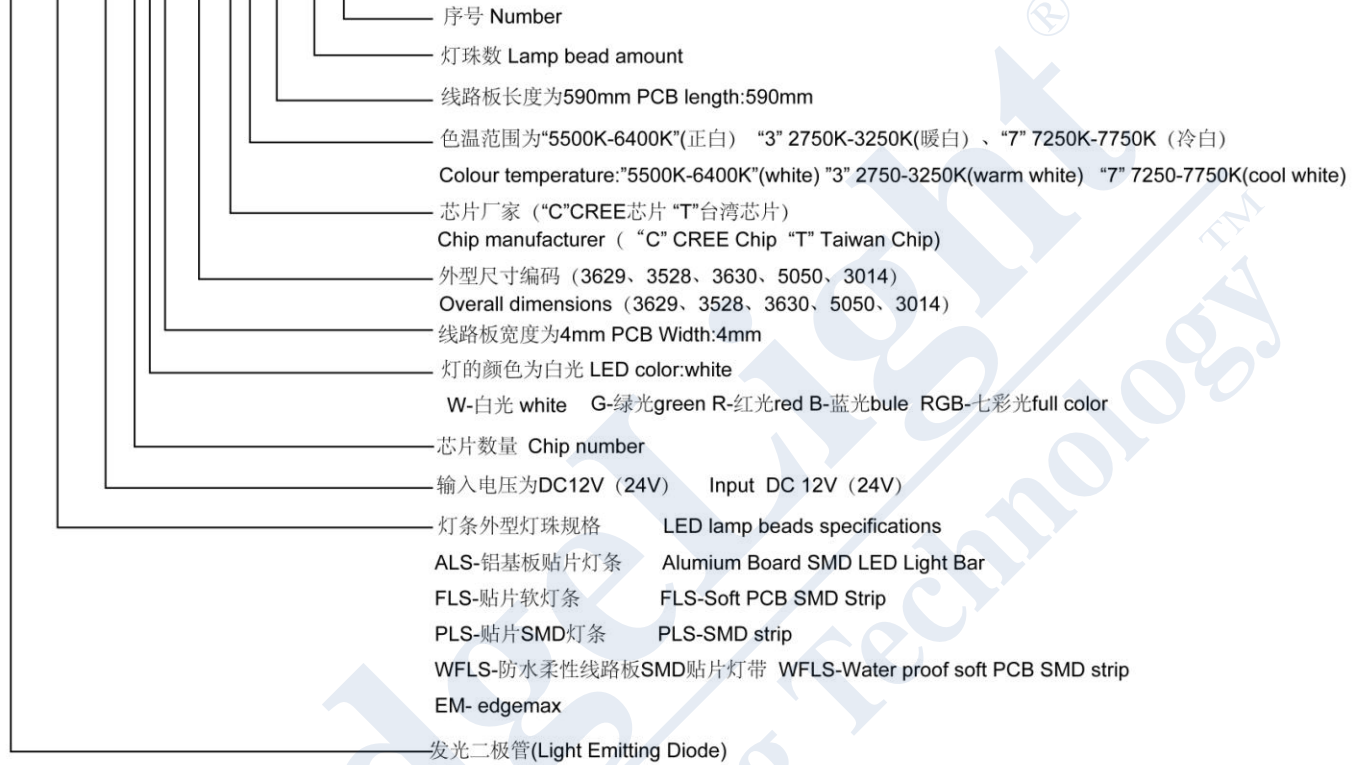 序号 Number
灯珠数 Lamp bead amount
线路板长度为590mm PCB length:590mm
色温范围为“5500K-6400K”(正白） “3” 2750K-3250K(暖白）、“7” 7250K-7750K（冷白）
Colour temperature:”5500K-6400K”(white) ”3” 2750-3250K(warm white) “7” 7250-7750K(cool white)
芯片厂家（“C”CREE芯片 “T”台湾芯片）
Chip manufacturer（ “C” CREE Chip “T” Taiwan Chip)
外型尺寸编码（3629、3528、3630、5050、3014）
Overall dimensions（3629、3528、3630、5050、3014）
线路板宽度为4mm PCB Width:4mm
灯的颜色为白光 LED color:white
W-白光 white G-绿光green R-红光red B-蓝光bule RGB-七彩光full color
芯片数量 Chip number
输入电压为DC12V（24V） Input DC 12V（24V）
灯条外型灯珠规格 LED lamp beads specifications
ALS-铝基板贴片灯条 Alumium Board SMD LED Light Bar
FLS-贴片软灯条 FLS-Soft PCB SMD Strip
PLS-贴片SMD灯条 PLS-SMD strip
WFLS-防水柔性线路板SMD贴片灯带 WFLS-Water proof soft PCB SMD strip
EM- edgemax
发光二极管(Light Emitting Diode)
dgeLight®
g Technology™